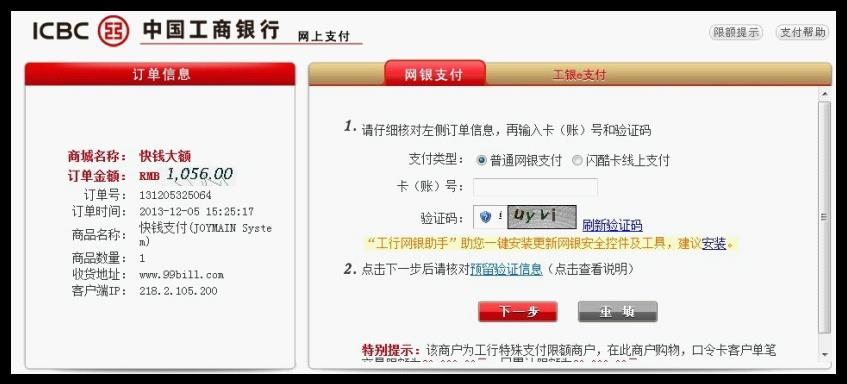 ICBC 中国工商银行 网上支付
限额提示 支付帮助
订单信息
商城名称： 快钱大额
订单金额： RMB 1,056.00
订单号： 131205325064
订单时间： 2013-12-05 15:25:17
商品名称： 快钱支付(JOYMAIN Syste
m)
商品数量： 1
收货地址： www.99bill.com
客户端IP： 218.2.105.200
网银支付 工银e支付
1. 请仔细核对左侧订单信息，再输入卡（账）号和验证码
支付类型： 普通网银支付 闪酷卡线上支付
卡（账）号：
验证码： uyvi 刷新验证码
“工行网银助手”助您一键安装更新网银安全控件及工具，建议安装。
2. 点击下一步后请核对预留验证信息（点击查看说明）
下一步 重 填
特别提示：该商户为工行特殊支付限额商户，在此商户购物，口令卡客户单笔